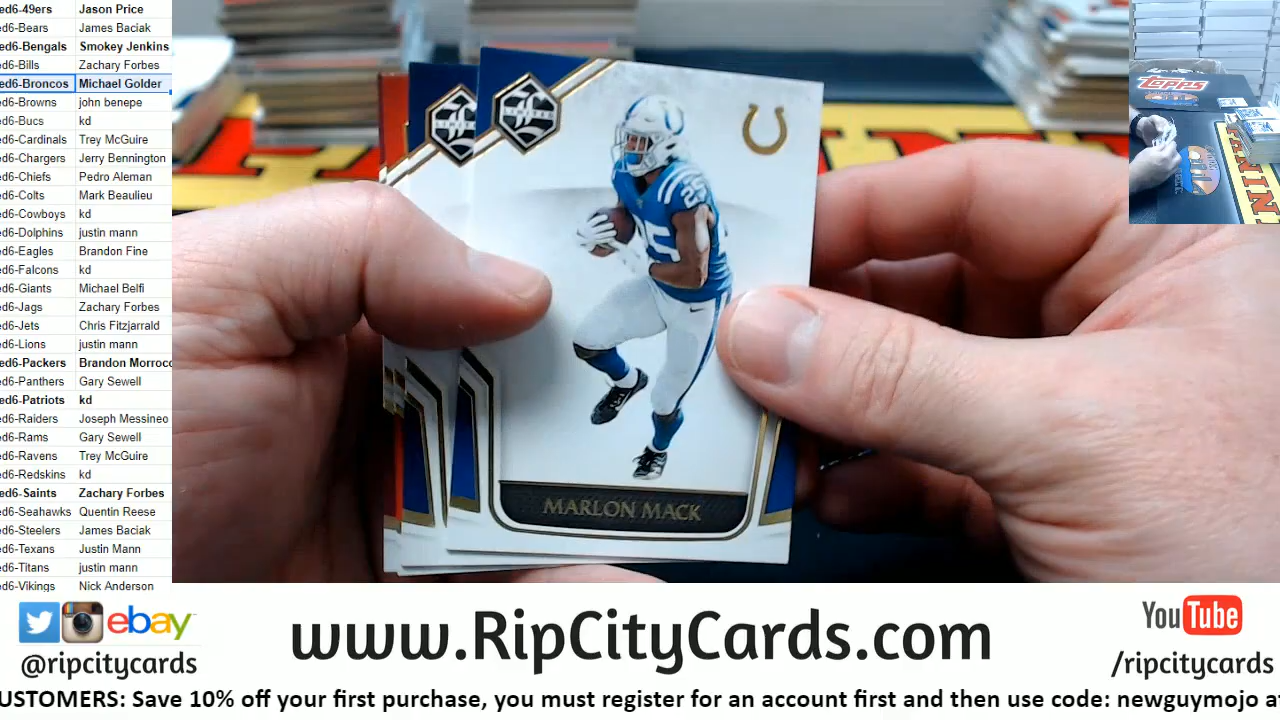 ed6-49ers Jason Price
ed6-Bears James Baciak
ed6-Bengals Smokey Jenkins
ed6-Bills Zachary Forbes
ed6-Broncos Michael Golder
ed6-Browns john benepe
ed6-Bucs kd
ed6-Cardinals Trey McGuire
ed6-Chargers Jerry Bennington
ed6-Chiefs Pedro Aleman
ed6-Colts Mark Beaulieu
ed6-Cowboys kd
ed6-Dolphins justin mann
ed6-Eagles Brandon Fine
ed6-Falcons kd
ed6-Giants Michael Belfi
ed6-Jags Zachary Forbes
ed6-Jets Chris Fitzjarrald
ed6-Lions justin mann
ed6-Packers Brandon Morroco
ed6-Panthers Gary Sewell
ed6-Patriots kd
ed6-Raiders Joseph Messineo
ed6-Rams Gary Sewell
ed6-Ravens Trey McGuire
ed6-Redskins kd
ed6-Saints Zachary Forbes
ed6-Seahawks Quentin Reese
ed6-Steelers James Baciak
ed6-Texans Justin Mann
ed6-Titans justin mann
ed6-Vikings Nick Anderson
topps
PANINI
LIMITED
25
25
MARLON MACK
ebay
@ripcitycards
www.RipCityCards.com
YouTube
/ripcitycards
USTOMERS: Save 10% off your first purchase, you must register for an account first and then use code: newguymojo a